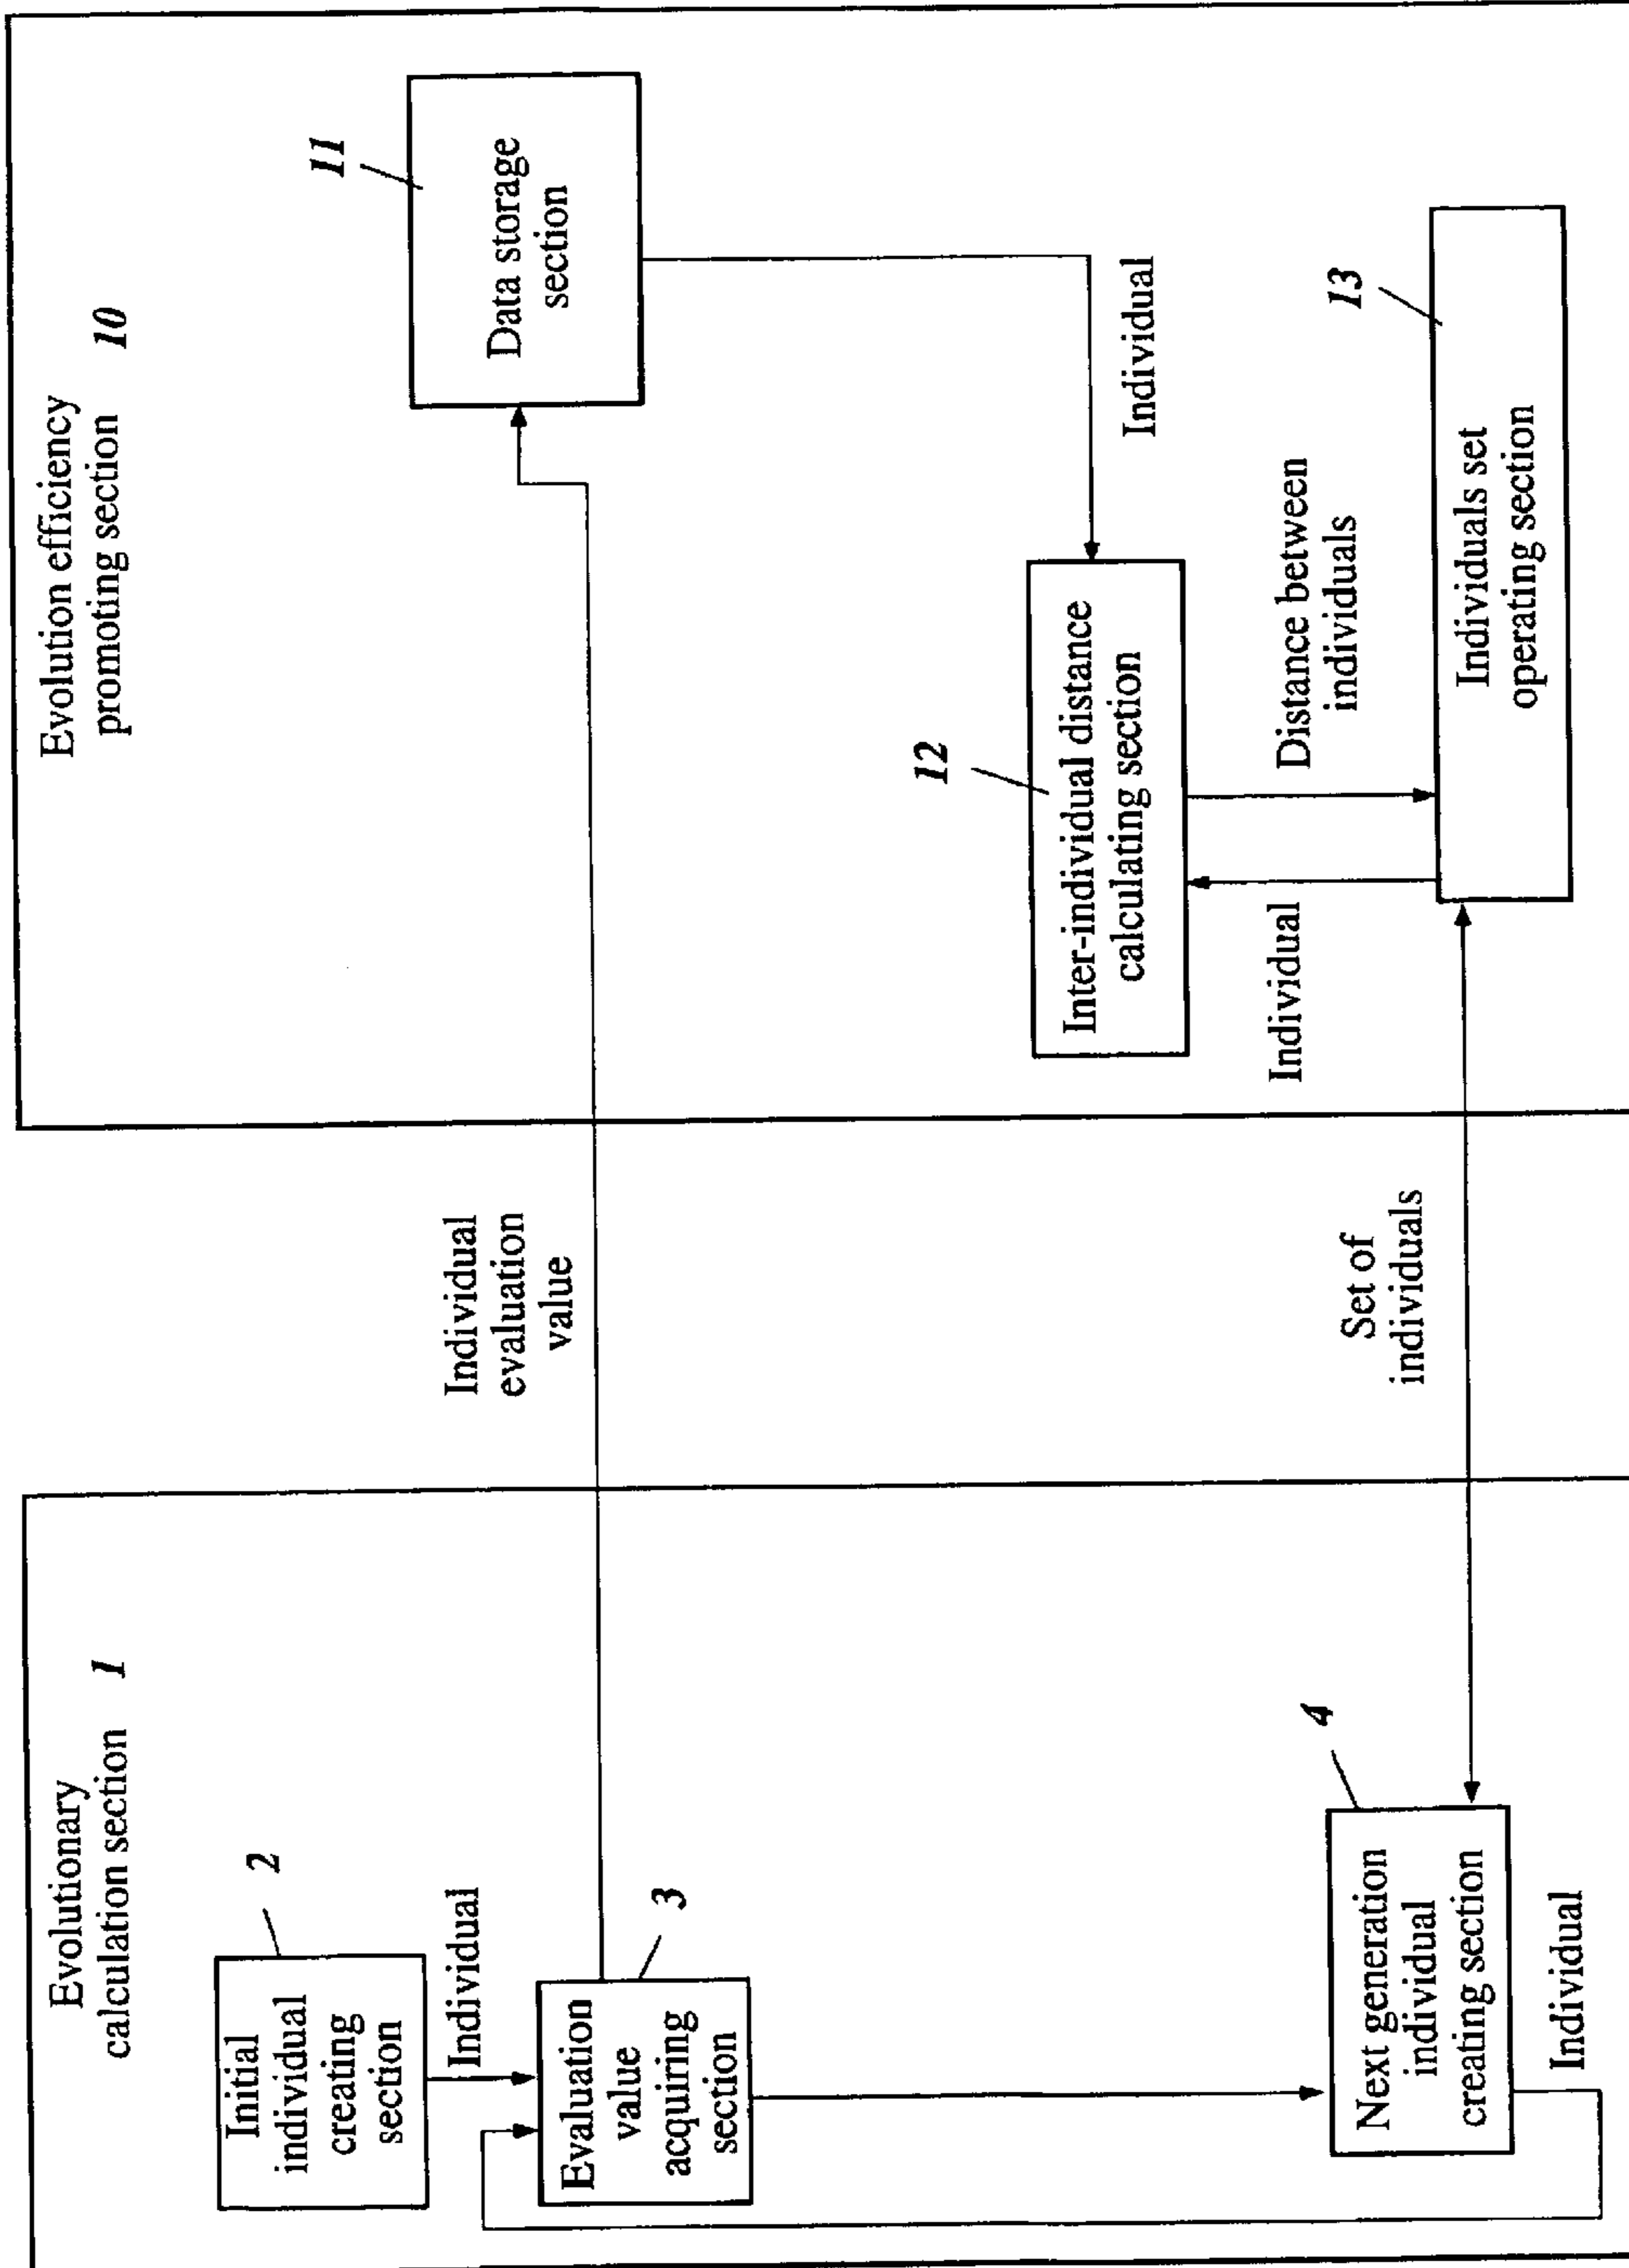 Evolutionary
calculation section 1
Initial
individual
creating
section
2
Individual
Evaluation
value
acquiring
section
3
Next generation
individual
creating section
4
Individual
Individual
evaluation
value
Set of
individuals
Evolution efficiency
promoting section 10
Data storage
section
11
Individual
Inter-individual distance
calculating section
12
Individual
Distance between
individuals
Individuals set
operating section
13